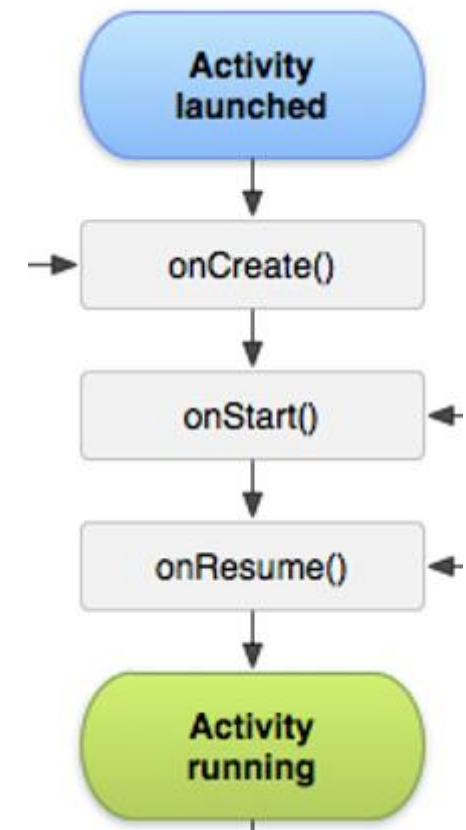 Activity
launched
onCreate()
onStart()
onResume()
Activity
running